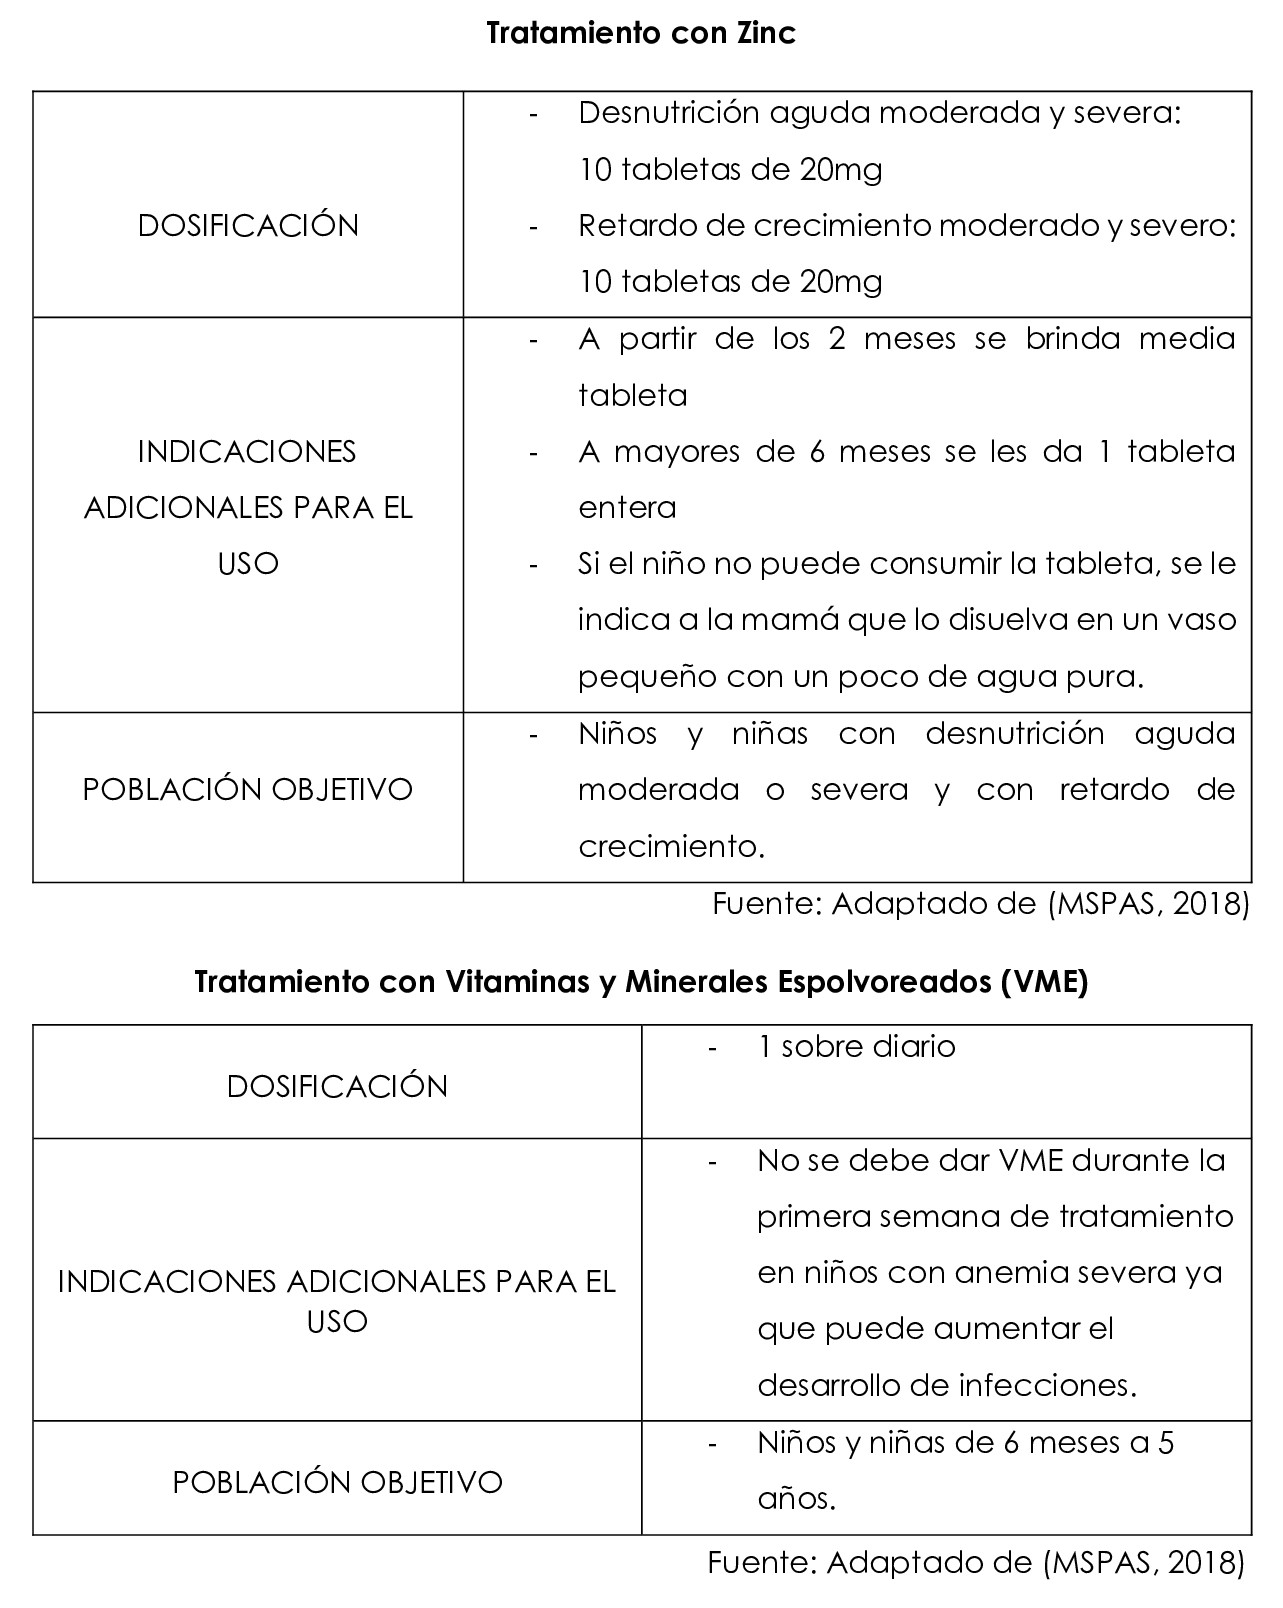 Tratamiento con Zinc
DOSIFICACIÓN
- Desnutrición aguda moderada y severa:
10 tabletas de 20mg
- Retardo de crecimiento moderado y severo:
10 tabletas de 20mg
INDICACIONES
ADICIONALES PARA EL
USO
- A partir de los 2 meses se brinda media
tableta
- A mayores de 6 meses se les da 1 tableta
entera
- Si el niño no puede consumir la tableta, se le
indica a la mamá que lo disuelva en un vaso
pequeño con un poco de agua pura.
POBLACIÓN OBJETIVO
- Niños y niñas con desnutrición aguda
moderada o severa y con retardo de
crecimiento.
Fuente: Adaptado de (MSPAS, 2018)
Tratamiento con Vitaminas y Minerales Espolvoreados (VME)
DOSIFICACIÓN
- 1 sobre diario
INDICACIONES ADICIONALES PARA EL
USO
- No se debe dar VME durante la
primera semana de tratamiento
en niños con anemia severa ya
que puede aumentar el
desarrollo de infecciones.
POBLACIÓN OBJETIVO
- Niños y niñas de 6 meses a 5
años.
Fuente: Adaptado de (MSPAS, 2018)